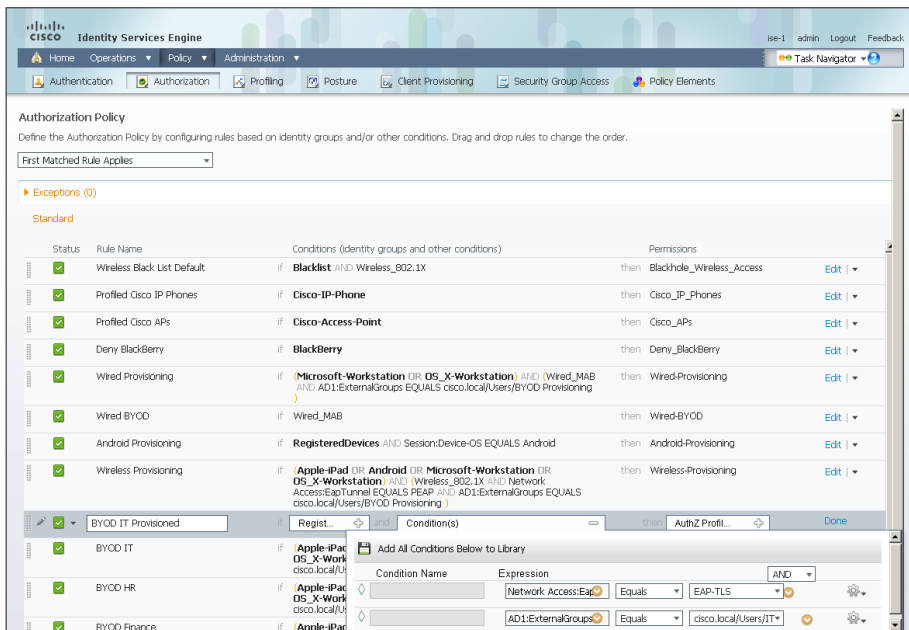 CISCO Identity Services Engine
ise-1 admin Logout Feedback
Home Operations Policy Administration
Task Navigator
Authentication Authorization Profiling Posture Client Provisioning Security Group Access Policy Elements
Authorization Policy
Define the Authorization Policy by configuring rules based on identity groups and/or other conditions. Drag and drop rules to change the order.
First Matched Rule Applies
Exceptions (0)
Standard
Status Rule Name Conditions (identity groups and other conditions) Permissions
Wireless Black List Default if Blacklist AND Wireless_802.1X then Blackhole_Wireless_Access Edit |
Profiled Cisco IP Phones if Cisco-IP-Phone then Cisco_IP_Phones Edit |
Profiled Cisco APs if Cisco-Access-Point then Cisco_APs Edit |
Deny BlackBerry if BlackBerry then Deny_BlackBerry Edit |
Wired Provisioning if (Microsoft-Workstation OR OS_X-Workstation) AND (Wired_MAB then Wired-Provisioning Edit |
AND AD1:ExternalGroups EQUALS cisco.local/Users/BYOD Provisioning
)
Wired BYOD if Wired_MAB then Wired-BYOD Edit |
Android Provisioning if RegisteredDevices AND Session:Device-OS EQUALS Android then Android-Provisioning Edit |
Wireless Provisioning if (Apple-iPad OR Android OR Microsoft-Workstation OR then Wireless-Provisioning Edit |
OS_X-Workstation) AND (Wireless_802.1X AND Network
Access:EapTunnel EQUALS PEAP AND AD1:ExternalGroups EQUALS
cisco.local/Users/BYOD Provisioning )
BYOD IT Provisioned if Regist... and Condition(s) then AuthZ Profil... Done
BYOD IT if (Apple-iPad
OS_X-Work
cisco.local/U
Add All Conditions Below to Library
Condition Name Expression AND
BYOD HR if (Apple-iPad
OS_X-Work
cisco.local/U
Network Access:Eap Equals EAP-TLS
BYOD Finance if (Apple-iPad
AD1:ExternalGroups Equals cisco.local/Users/IT